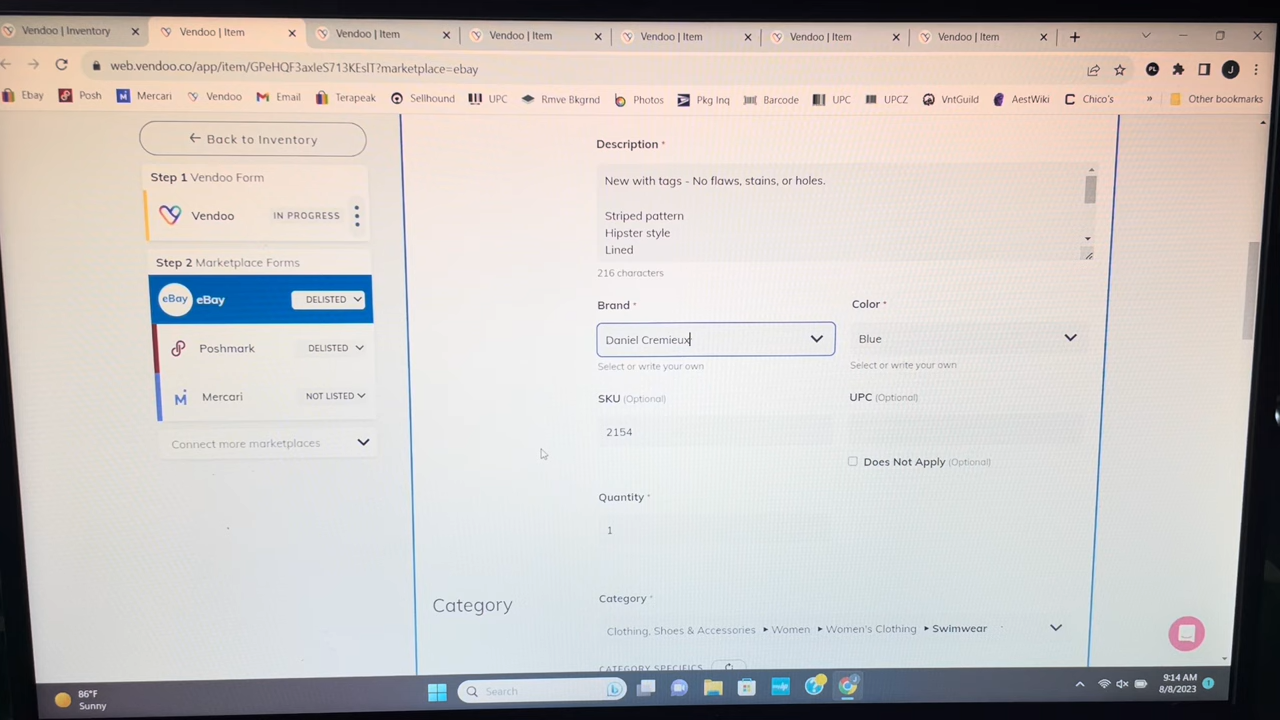 Vendoo | Inventory
Vendoo | Item
Vendoo | Item
Vendoo | Item
Vendoo | Item
Vendoo | Item
Vendoo | Item
web.vendoo.co/app/item/GPeHQF3axleS713KEslT?marketplace=ebay
J
Ebay
Posh
Mercari
Vendoo
Email
Terapeak
Sellhound
UPC
Rmve Bkgrnd
Photos
Pkg Inq
Barcode
UPC
UPCZ
VntGuild
AestWiki
Chico's
»
Other bookmarks
← Back to Inventory
Step 1 Vendoo Form
Vendoo IN PROGRESS
Step 2 Marketplace Forms
eBay eBay DELISTED
Poshmark DELISTED
Mercari NOT LISTED
Connect more marketplaces
Description *
New with tags - No flaws, stains, or holes.
Striped pattern
Hipster style
Lined
216 characters
Brand * Color *
Daniel Cremieux Blue
Select or write your own Select or write your own
SKU (Optional) UPC (Optional)
2154
Does Not Apply (Optional)
Quantity *
1
Category Category *
Clothing, Shoes & Accessories ▸ Women ▸ Women's Clothing ▸ Swimwear
CATEGORY SPECIFICS
86°F
Sunny
Search
9:14 AM
8/8/2023
1